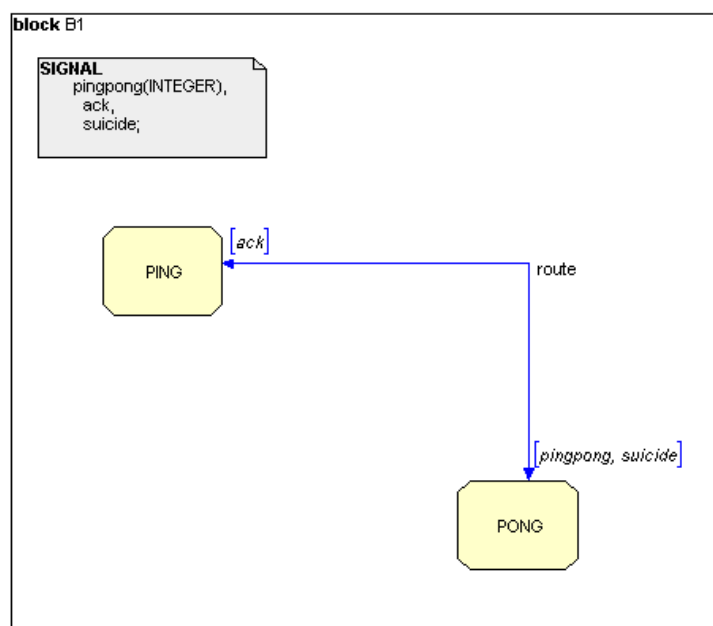 block B1
SIGNAL
pingpong(INTEGER),
ack,
suicide;
[ack]
PING
route
[pingpong, suicide]
PONG